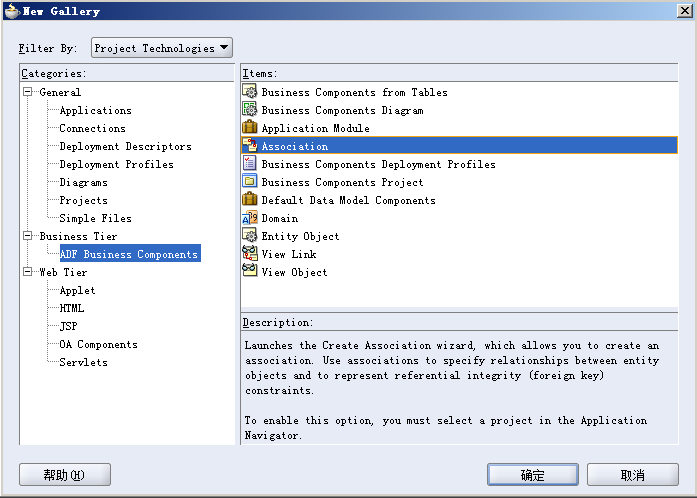 New Gallery
Filter By: Project Technologies
Categories:
General
Applications
Connections
Deployment Descriptors
Deployment Profiles
Diagrams
Projects
Simple Files
Business Tier
ADF Business Components
Web Tier
Applet
HTML
JSP
OA Components
Servlets
Items:
Business Components from Tables
Business Components Diagram
Application Module
Association
Business Components Deployment Profiles
Business Components Project
Default Data Model Components
Domain
Entity Object
View Link
View Object
Description:
Launches the Create Association wizard, which allows you to create an
association. Use associations to specify relationships between entity
objects and to represent referential integrity (foreign key)
constraints.
To enable this option, you must select a project in the Application
Navigator.
帮助(H)
确定
取消